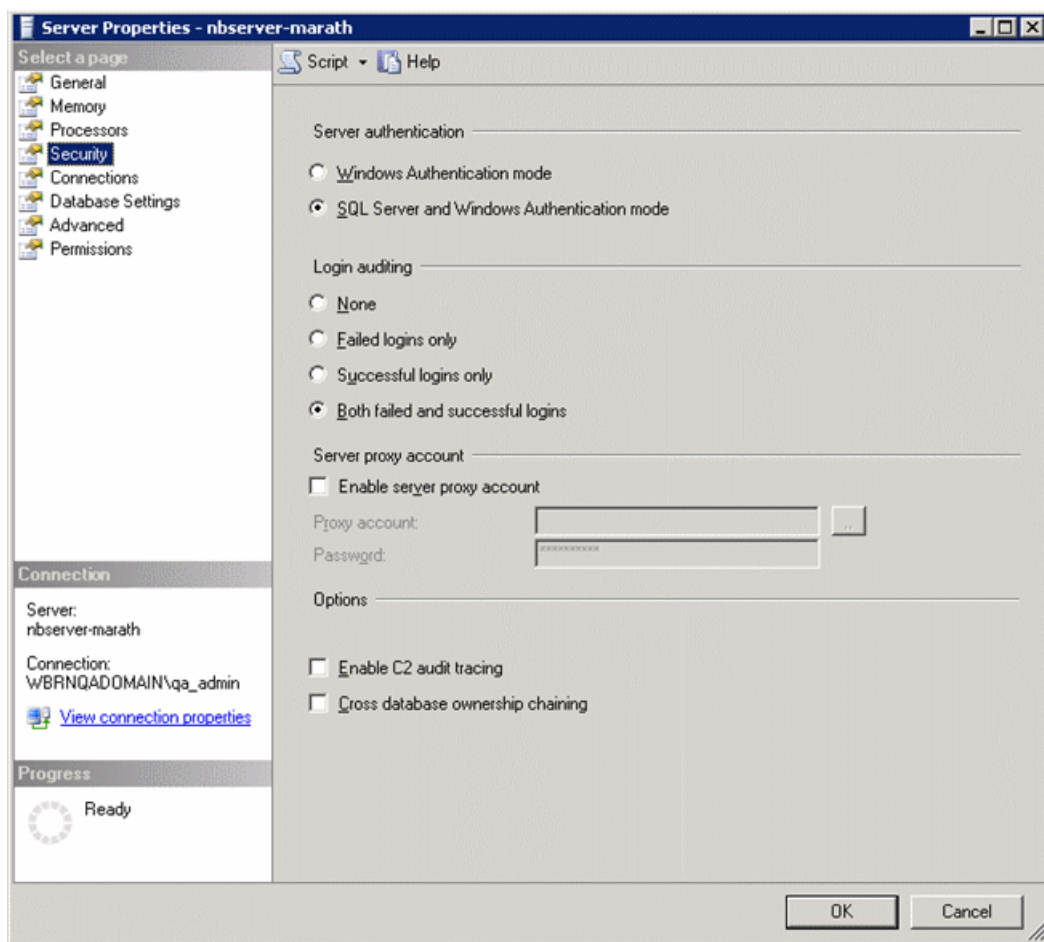 Server Properties - nbserver-marath
Select a page
General
Memory
Processors
Security
Connections
Database Settings
Advanced
Permissions
Script
Help
Server authentication
Windows Authentication mode
SQL Server and Windows Authentication mode
Login auditing
None
Failed logins only
Successful logins only
Both failed and successful logins
Server proxy account
Enable server proxy account
Proxy account:
..
Password:
**********
Options
Enable C2 audit tracing
Cross database ownership chaining
Connection
Server:
nbserver-marath
Connection:
WBRNQADOMAIN\qa_admin
View connection properties
Progress
Ready
OK
Cancel